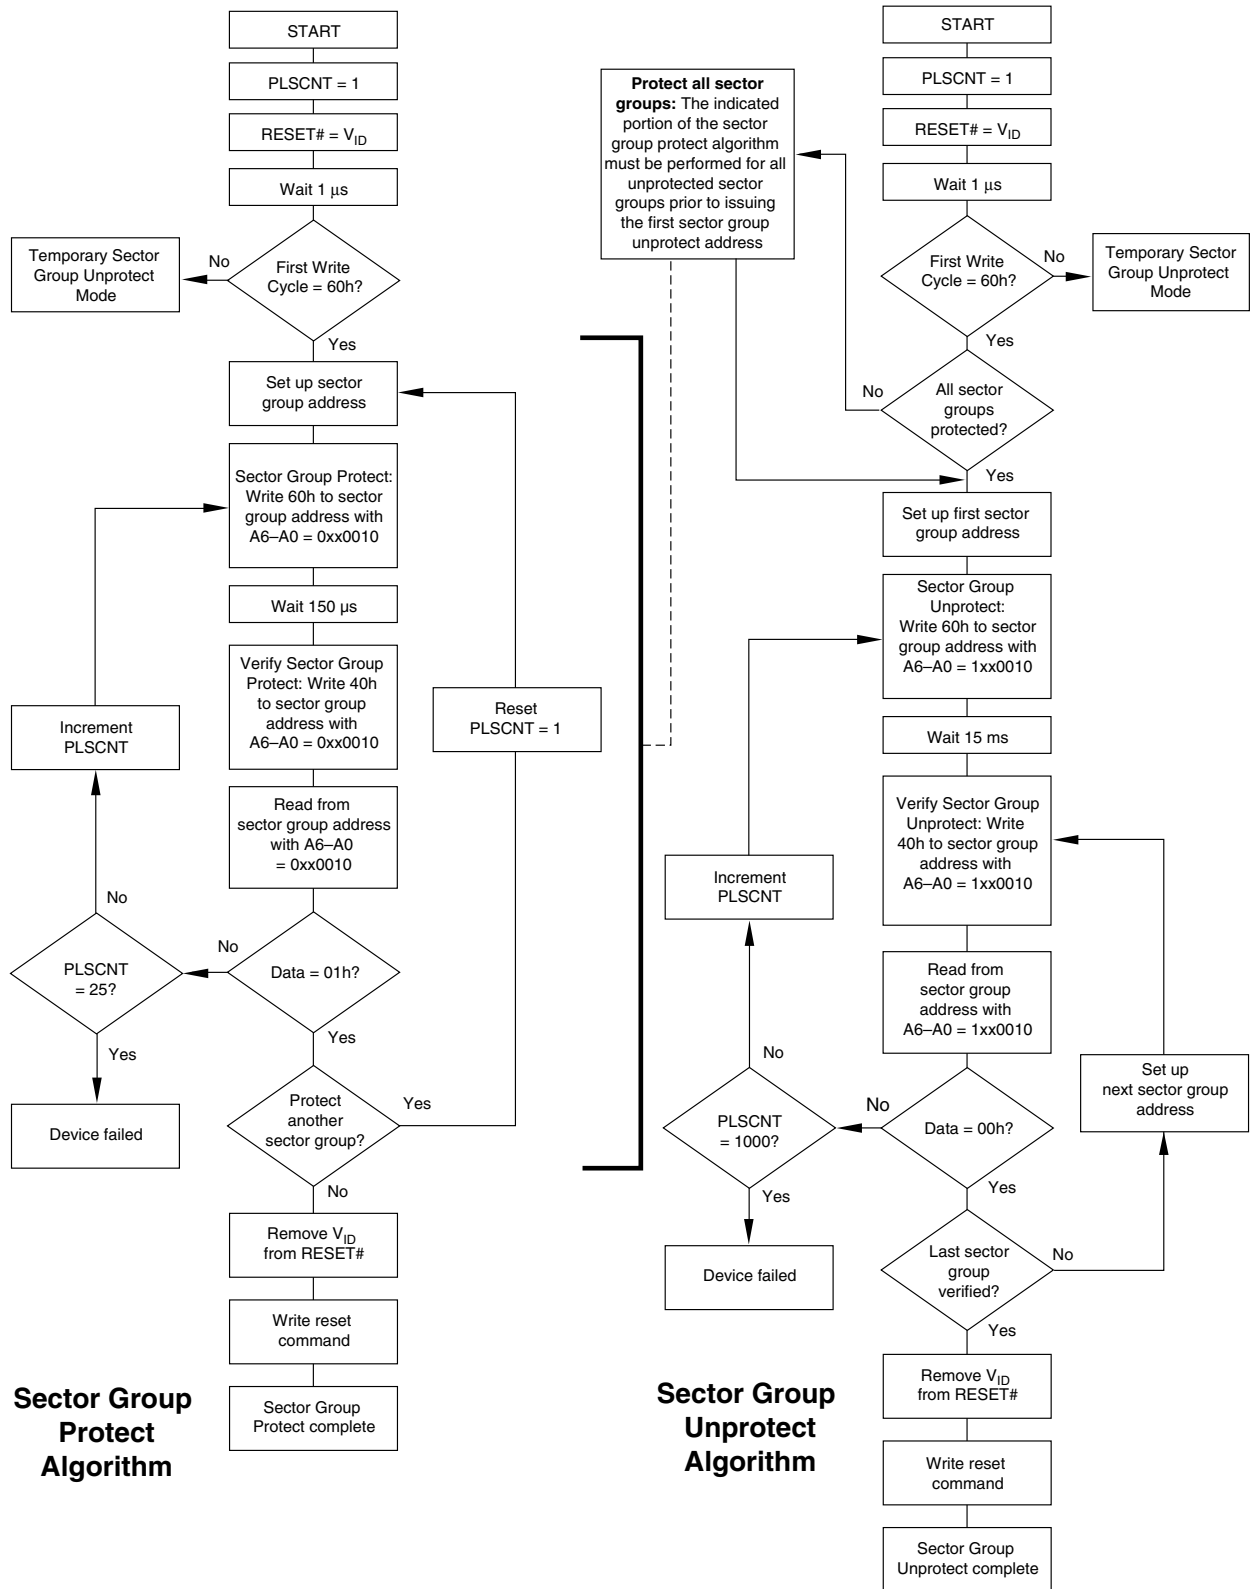 START
PLSCNT = 1
RESET# = VID
Wait 1 μs
First Write
Cycle = 60h?
No
Temporary Sector
Group Unprotect
Mode
Yes
Set up sector
group address
Sector Group Protect:
Write 60h to sector
group address with
A6–A0 = 0xx0010
Wait 150 μs
Verify Sector Group
Protect: Write 40h
to sector group
address with
A6–A0 = 0xx0010
Reset
PLSCNT = 1
Increment
PLSCNT
Read from
sector group address
with A6–A0
= 0xx0010
No
No
PLSCNT
= 25?
Data = 01h?
Yes
Yes
Device failed
Protect
another
sector group?
Yes
No
Remove VID
from RESET#
Write reset
command
Sector Group
Protect complete
Sector Group
Protect
Algorithm
Protect all sector
groups: The indicated
portion of the sector
group protect algorithm
must be performed for all
unprotected sector
groups prior to issuing
the first sector group
unprotect address
START
PLSCNT = 1
RESET# = VID
Wait 1 μs
First Write
Cycle = 60h?
No
Temporary Sector
Group Unprotect
Mode
Yes
No
All sector
groups
protected?
Yes
Set up first sector
group address
Sector Group
Unprotect:
Write 60h to sector
group address with
A6–A0 = 1xx0010
Wait 15 ms
Verify Sector Group
Unprotect: Write
40h to sector group
address with
A6–A0 = 1xx0010
Increment
PLSCNT
Read from
sector group
address with
A6–A0 = 1xx0010
No
No
PLSCNT
= 1000?
Data = 00h?
Set up
next sector group
address
Yes
Yes
Device failed
Last sector
group
verified?
No
Yes
Remove VID
from RESET#
Write reset
command
Sector Group
Unprotect complete
Sector Group
Unprotect
Algorithm